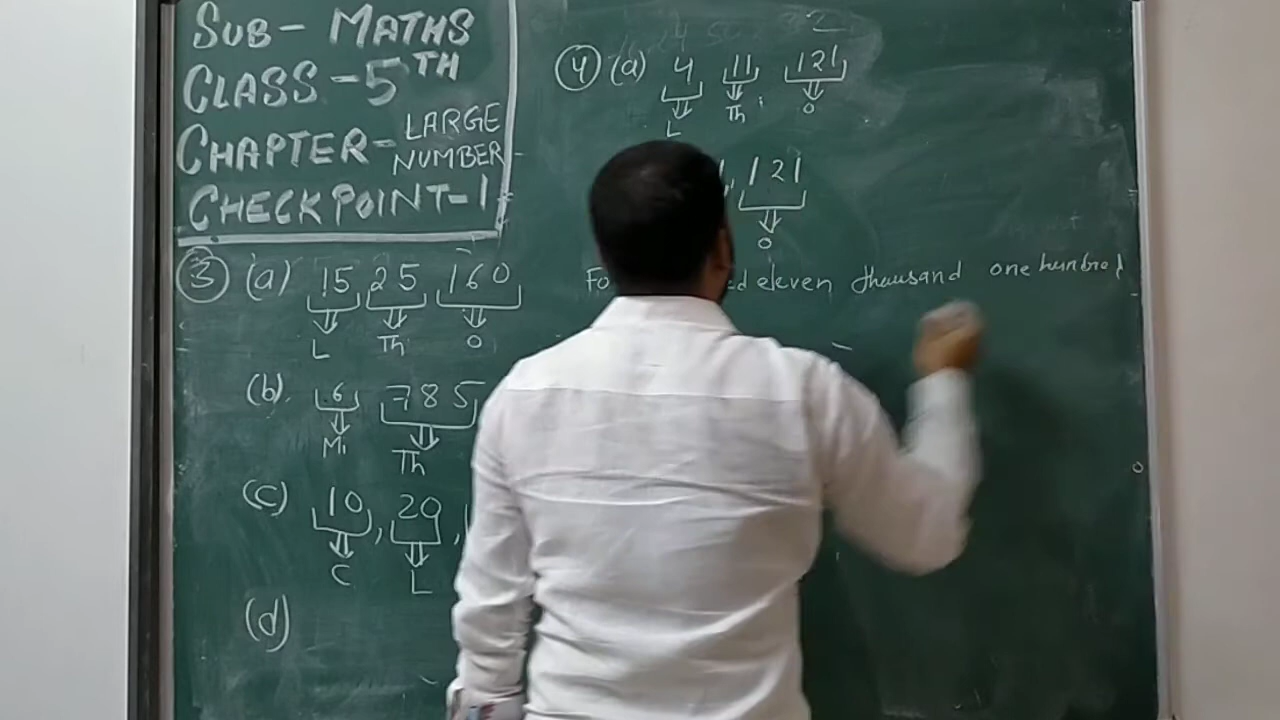 SUB- MATHS
CLASS -5TH
CHAPTER- LARGE NUMBER
CHECKPOINT-1
③ (a) 15 25 160
L Th O
(b). 6 785
Mi Th
(c) 10, 20,
C L
(d)
④ (a) 4 11 121
L Th O
, 121
O
eleven thousand one hundred